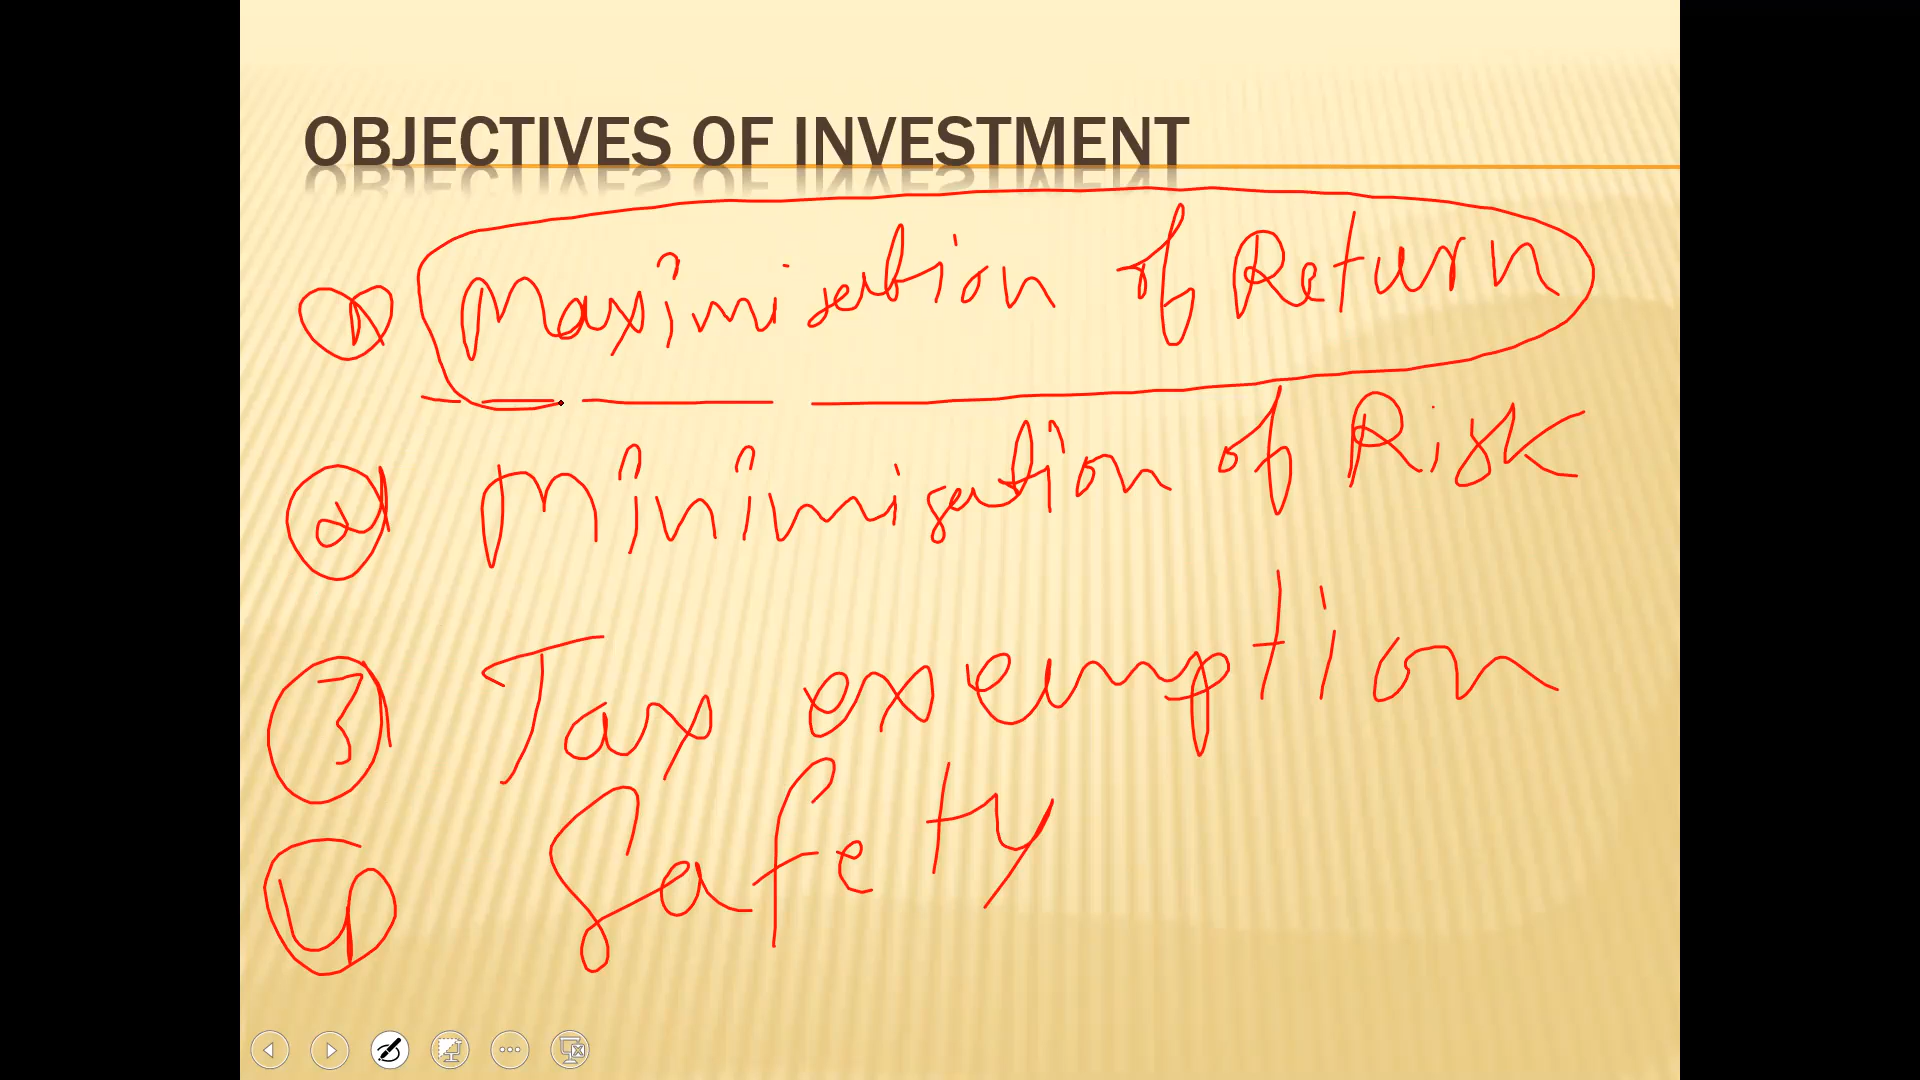 OBJECTIVES OF INVESTMENT
1 Maximisation of Return
2 Minimisation of Risk
3 Tax exemption
4 Safety